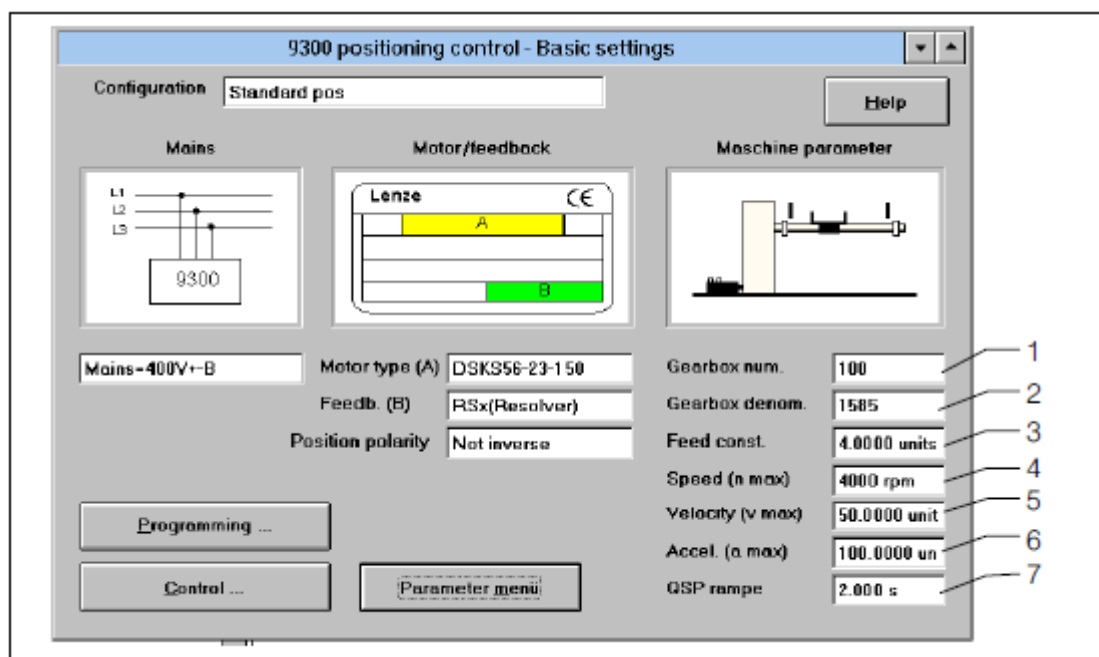 9300 positioning control - Basic settings
Configuration Standard pos
Help
Mains Motor/feedback Maschine parameter
L1
L2
L3
9300
Lenze CE
A
B
Mains=400V+-B Motor type (A) DSKS56-23-150 Gearbox num. 100 1
Feedb. (B) RSx(Resolver) Gearbox denom. 1585 2
Position polarity Not inverse Feed const. 4.0000 units 3
Speed (n max) 4000 rpm 4
Programming ... Velocity (v max) 50.0000 unit 5
Accel. (a max) 100.0000 un 6
Control ... Parameter menü QSP rampe 2.000 s 7